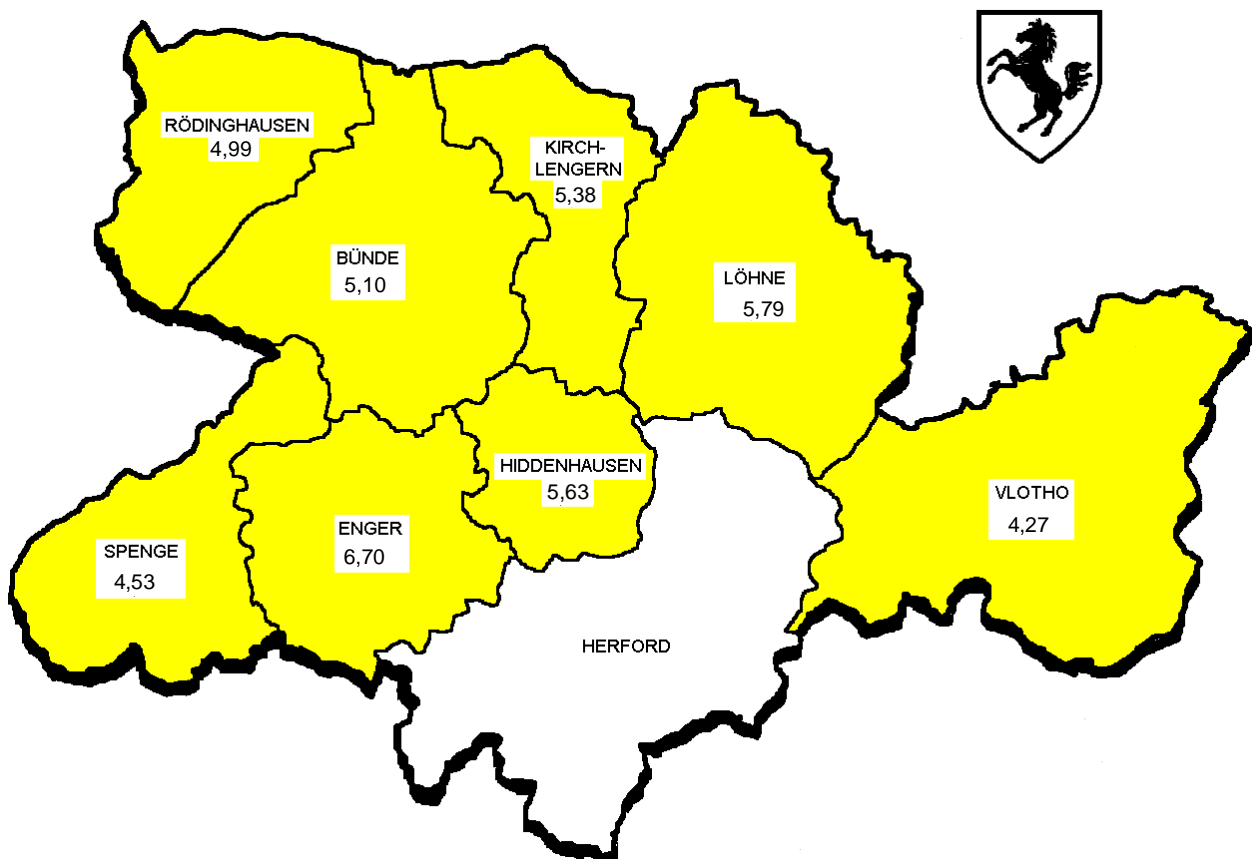 RÖDINGHAUSEN
4,99
KIRCH-
LENGERN
5,38
BÜNDE
5,10
LÖHNE
5,79
HIDDENHAUSEN
5,63
VLOTHO
4,27
ENGER
6,70
SPENGE
4,53
HERFORD